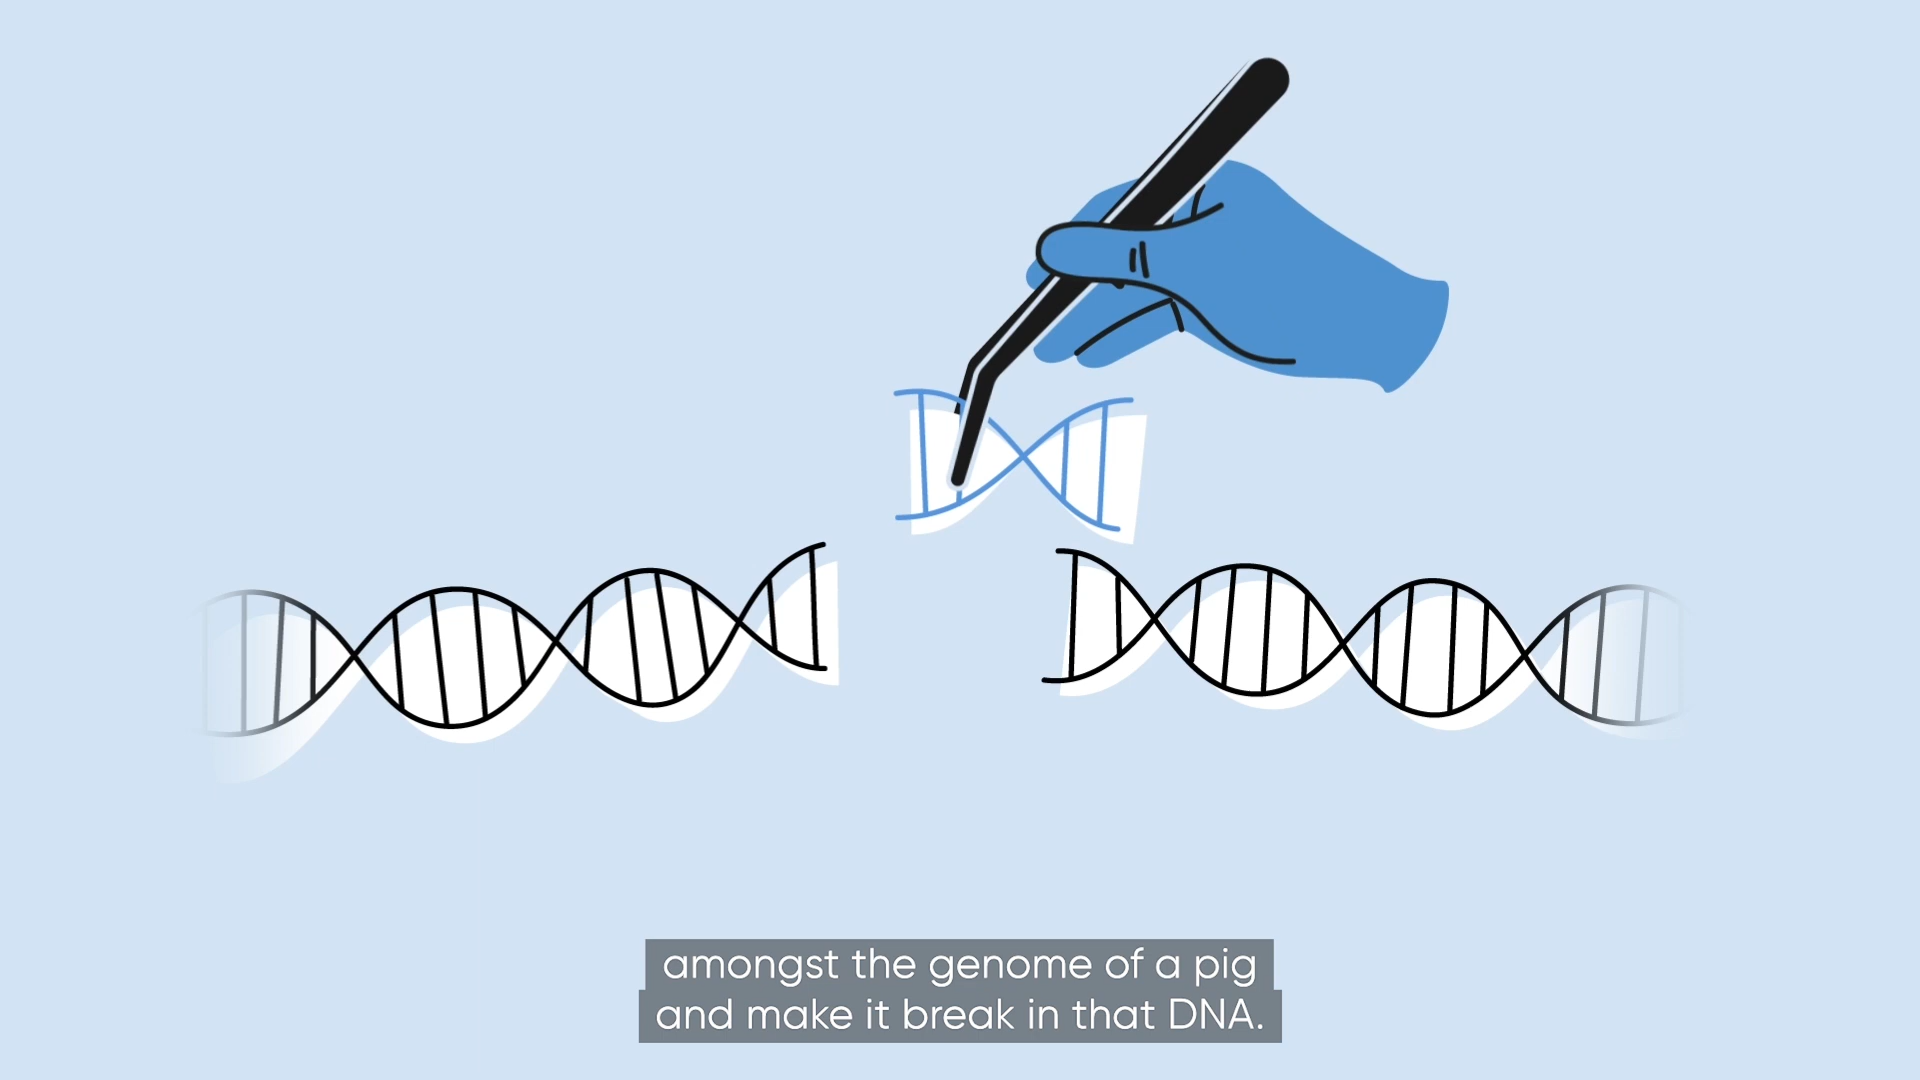 amongst the genome of a pig
and make it break in that DNA.